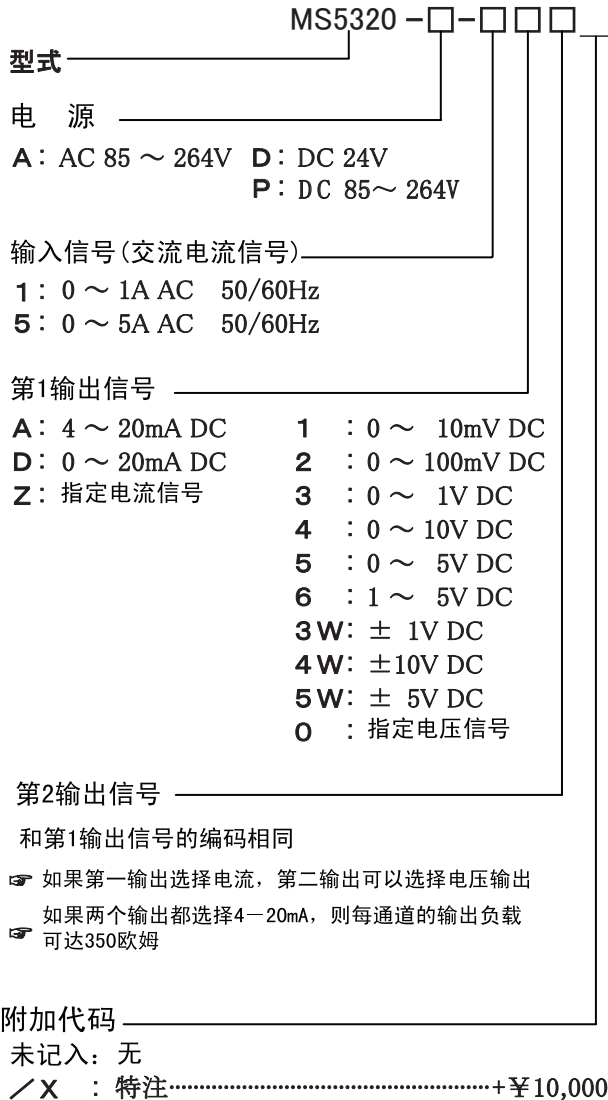 MS5320 －□－□□□
型式
电 源
A：AC 85 ～ 264V D：DC 24V
P：DC 85～ 264V
输入信号(交流电流信号)
1：0 ～ 1A AC 50/60Hz
5：0 ～ 5A AC 50/60Hz
第1输出信号
A：4 ～ 20mA DC 1 ：0 ～ 10mV DC
D：0 ～ 20mA DC 2 ：0 ～ 100mV DC
Z：指定电流信号 3 ：0 ～ 1V DC
4 ：0 ～ 10V DC
5 ：0 ～ 5V DC
6 ：1 ～ 5V DC
3W：± 1V DC
4W：±10V DC
5W：± 5V DC
0 ：指定电压信号
第2输出信号
和第1输出信号的编码相同
☞ 如果第一输出选择电流，第二输出可以选择电压输出
☞ 如果两个输出都选择4－20mA，则每通道的输出负载
可达350欧姆
附加代码
未记入：无
／X ：特注……………………………………………+￥10,000